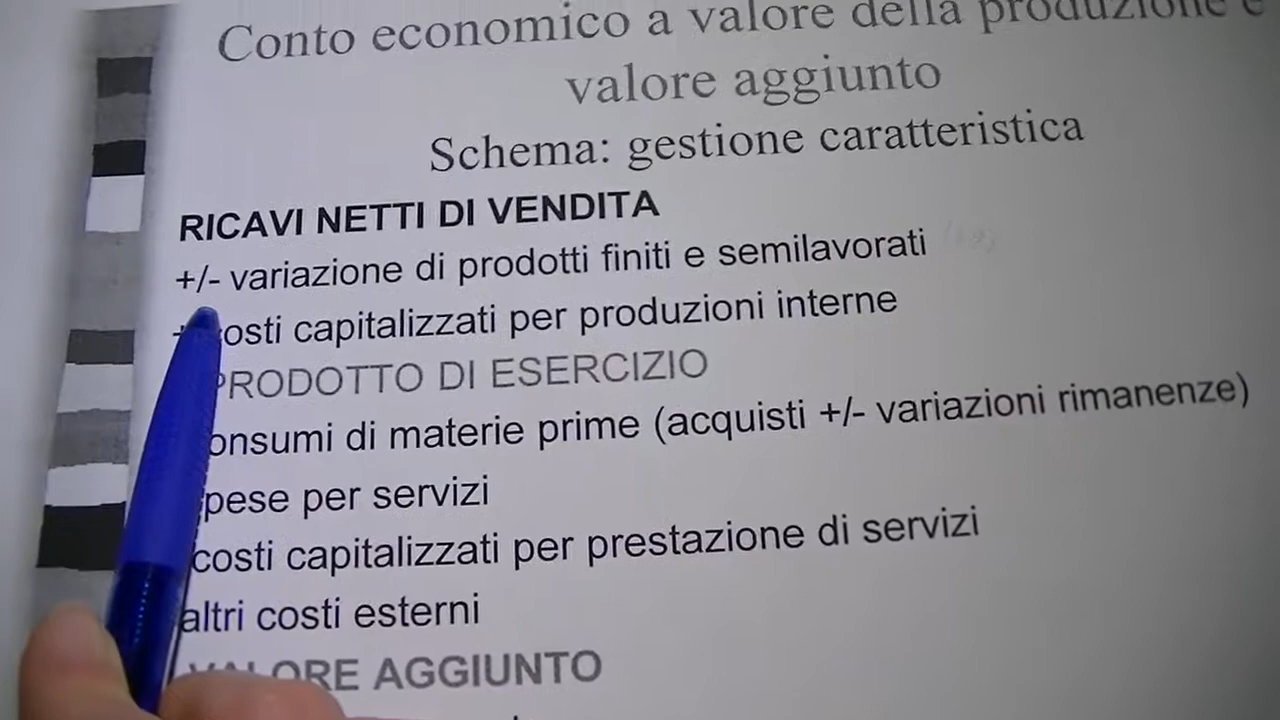 Conto economico a valore della produzione e
valore aggiunto
Schema: gestione caratteristica
RICAVI NETTI DI VENDITA
+/- variazione di prodotti finiti e semilavorati
costi capitalizzati per produzioni interne
PRODOTTO DI ESERCIZIO
onsumi di materie prime (acquisti +/- variazioni rimanenze)
spese per servizi
costi capitalizzati per prestazione di servizi
altri costi esterni
VALORE AGGIUNTO